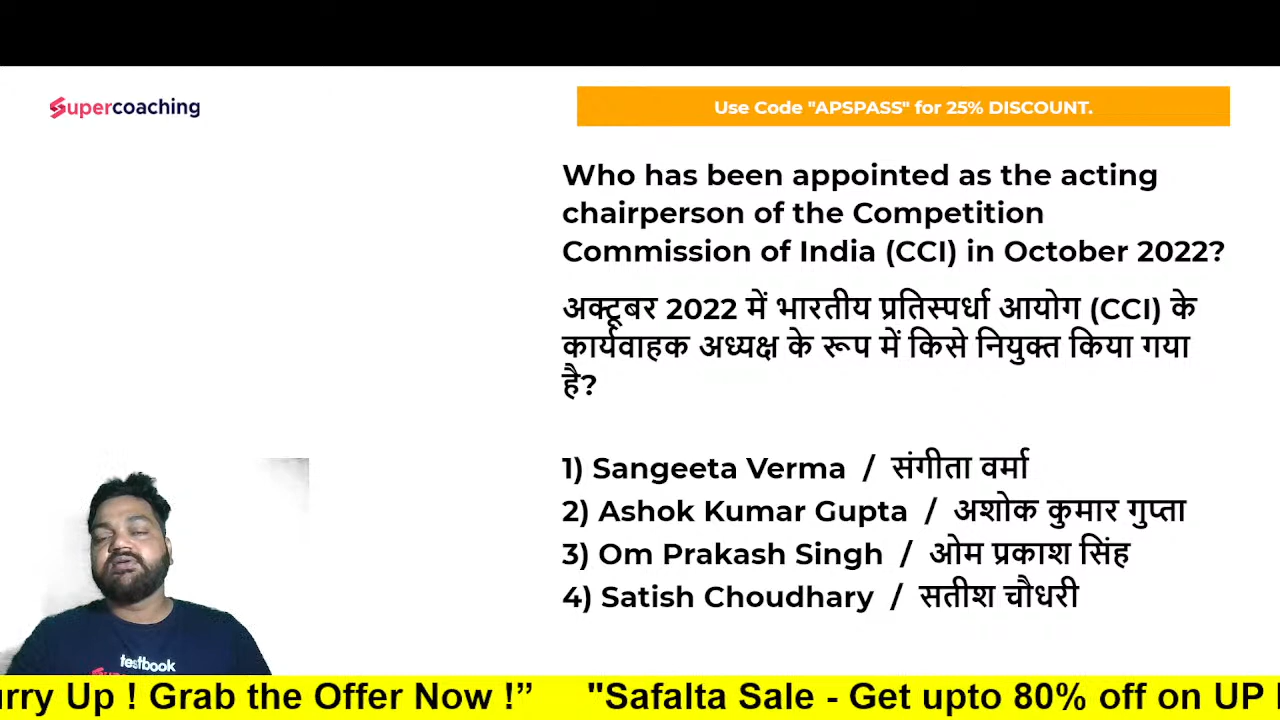 Supercoaching
Use Code "APSPASS" for 25% DISCOUNT.
Who has been appointed as the acting
chairperson of the Competition
Commission of India (CCI) in October 2022?
अक्टूबर 2022 में भारतीय प्रतिस्पर्धा आयोग (CCI) के
कार्यवाहक अध्यक्ष के रूप में किसे नियुक्त किया गया
है?
1) Sangeeta Verma / संगीता वर्मा
2) Ashok Kumar Gupta / अशोक कुमार गुप्ता
3) Om Prakash Singh / ओम प्रकाश सिंह
4) Satish Choudhary / सतीश चौधरी
testbook
urry Up ! Grab the Offer Now !” "Safalta Sale - Get upto 80% off on UP